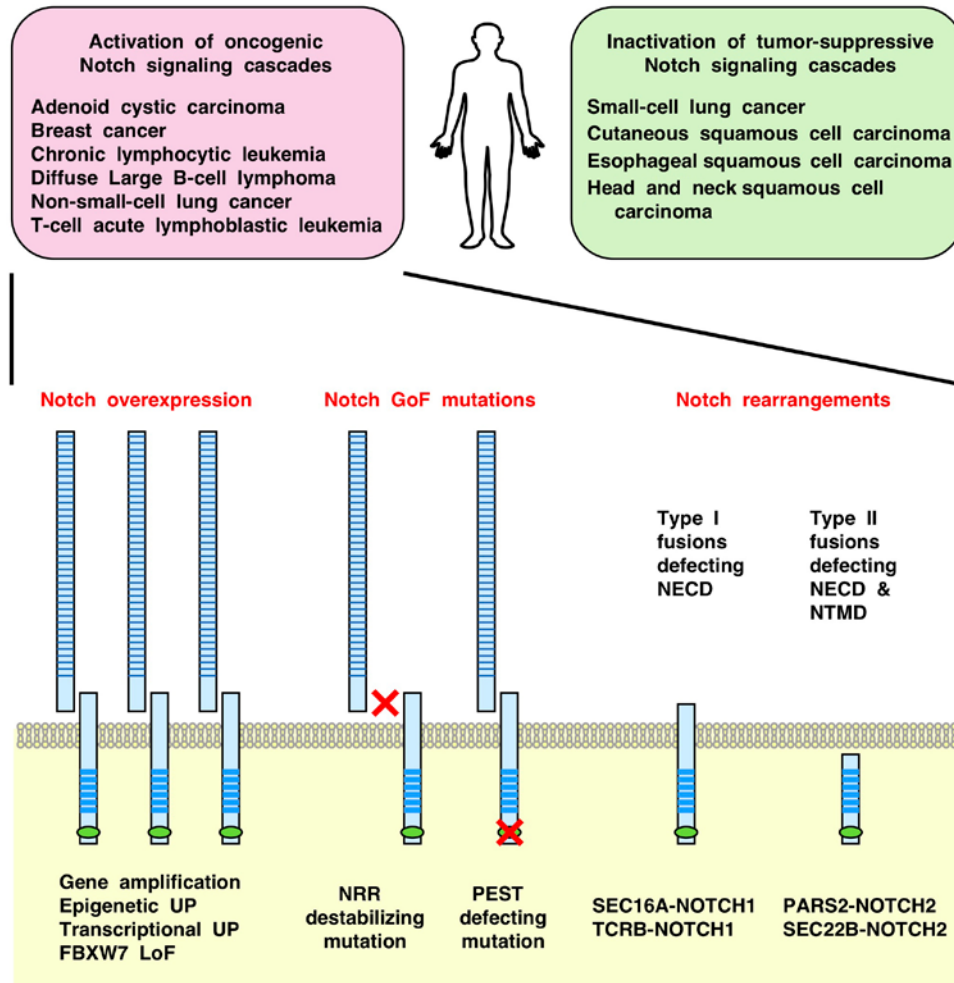 Activation of oncogenic
Notch signaling cascades
Adenoid cystic carcinoma
Breast cancer
Chronic lymphocytic leukemia
Diffuse Large B-cell lymphoma
Non-small-cell lung cancer
T-cell acute lymphoblastic leukemia
Inactivation of tumor-suppressive
Notch signaling cascades
Small-cell lung cancer
Cutaneous squamous cell carcinoma
Esophageal squamous cell carcinoma
Head and neck squamous cell
carcinoma
Notch overexpression
Notch GoF mutations
Notch rearrangements
Type I
fusions
defecting
NECD
Type II
fusions
defecting
NECD &
NTMD
Gene amplification
Epigenetic UP
Transcriptional UP
FBXW7 LoF
NRR
destabilizing
mutation
PEST
defecting
mutation
SEC16A-NOTCH1
TCRB-NOTCH1
PARS2-NOTCH2
SEC22B-NOTCH2